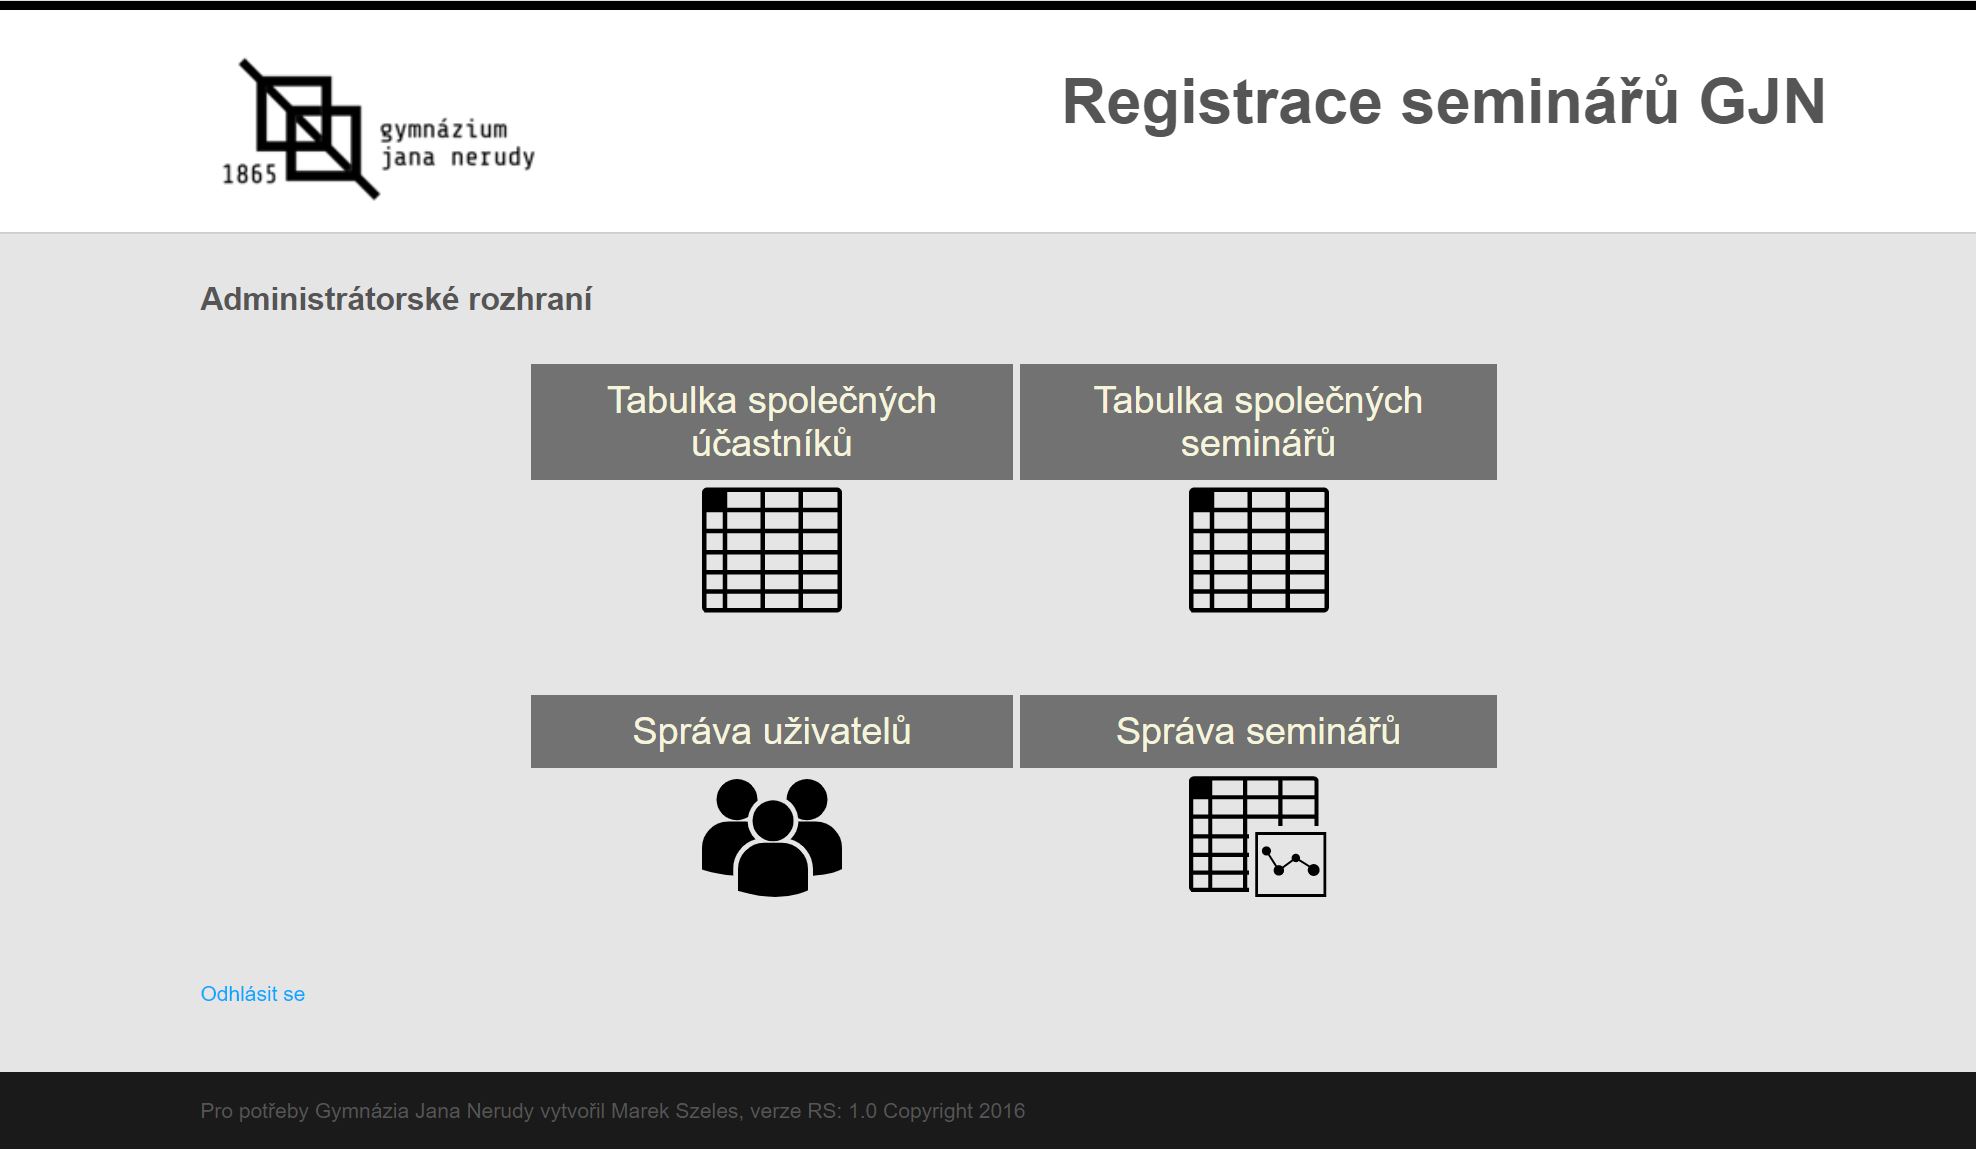 1865
gymnázium
jana nerudy
Registrace seminářů GJN
Administrátorské rozhraní
Tabulka společných
účastníků
Tabulka společných
seminářů
Správa uživatelů
Správa seminářů
Odhlásit se
Pro potřeby Gymnázia Jana Nerudy vytvořil Marek Szeles, verze RS: 1.0 Copyright 2016